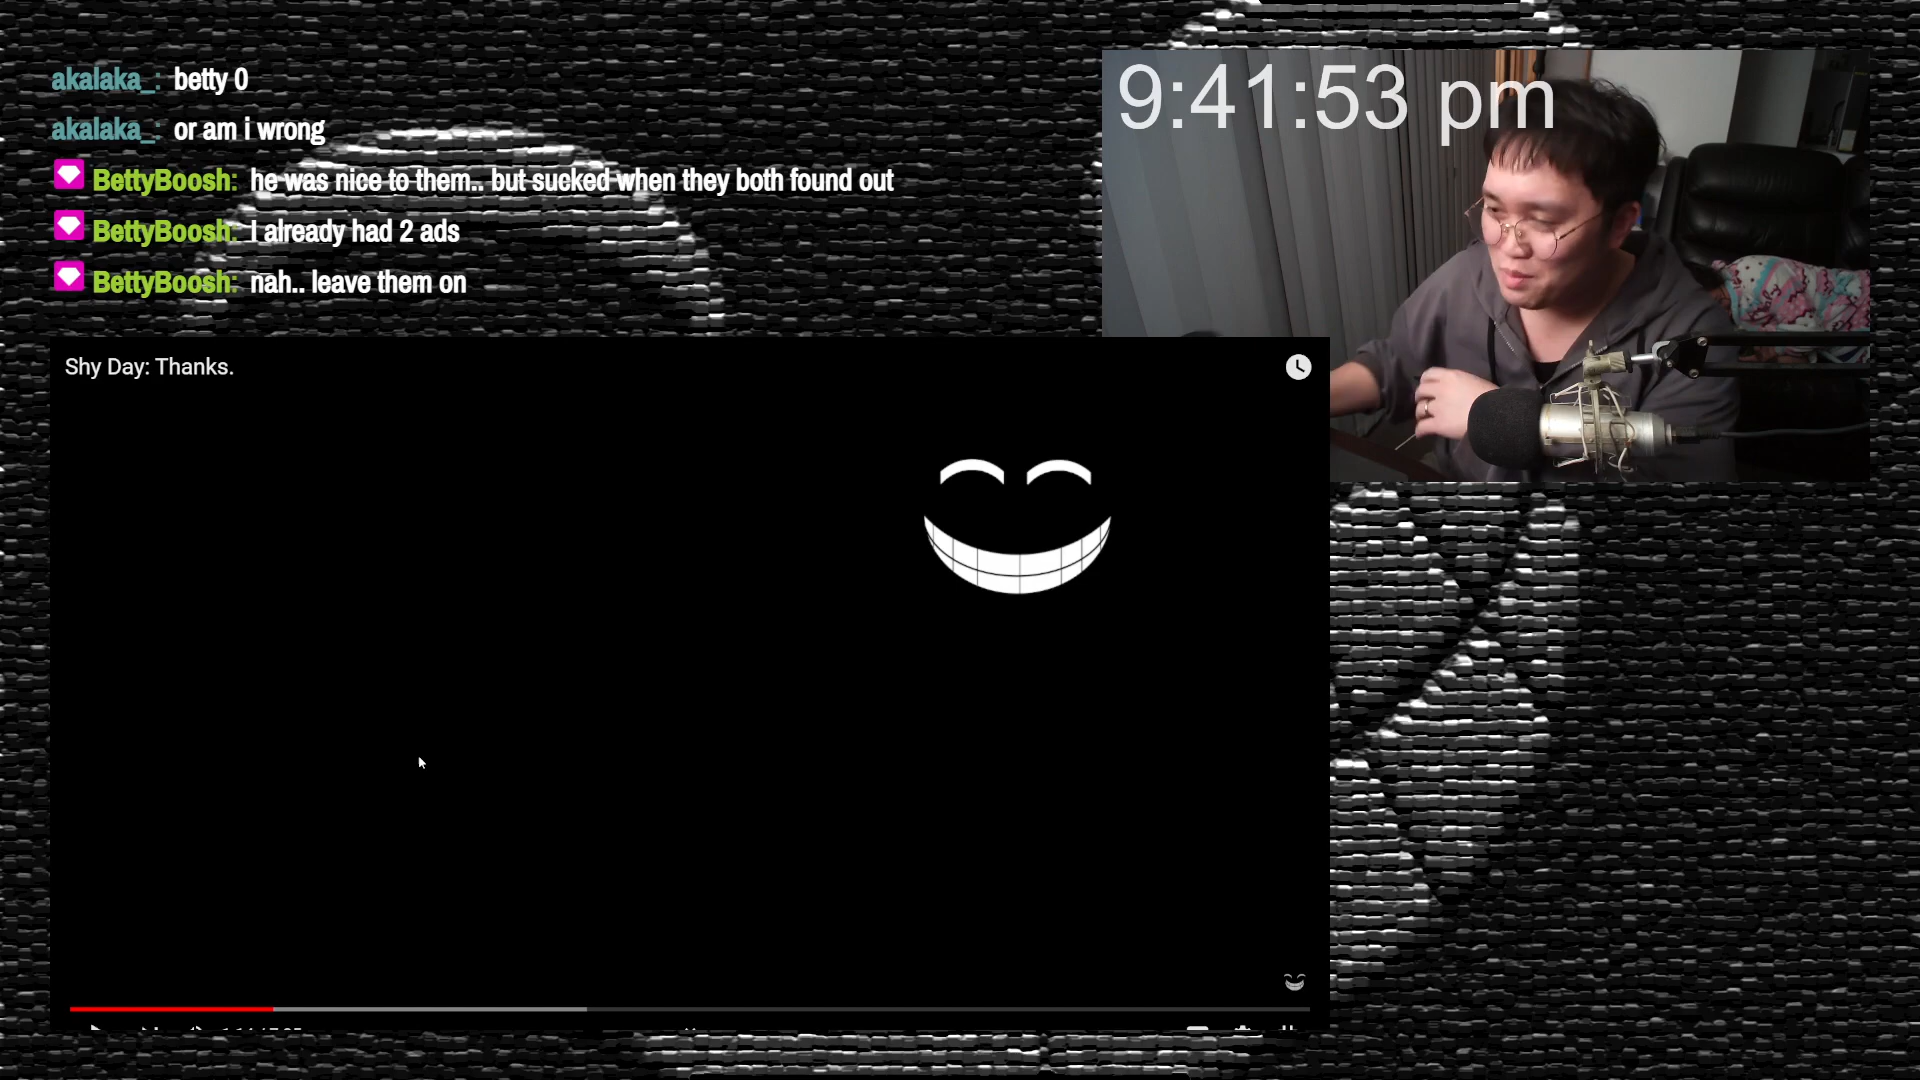 akalaka_: betty 0
akalaka_: or am i wrong
BettyBoosh: he was nice to them.. but sucked when they both found out
BettyBoosh: I already had 2 ads
BettyBoosh: nah.. leave them on
9:41:53 pm
Shy Day: Thanks.